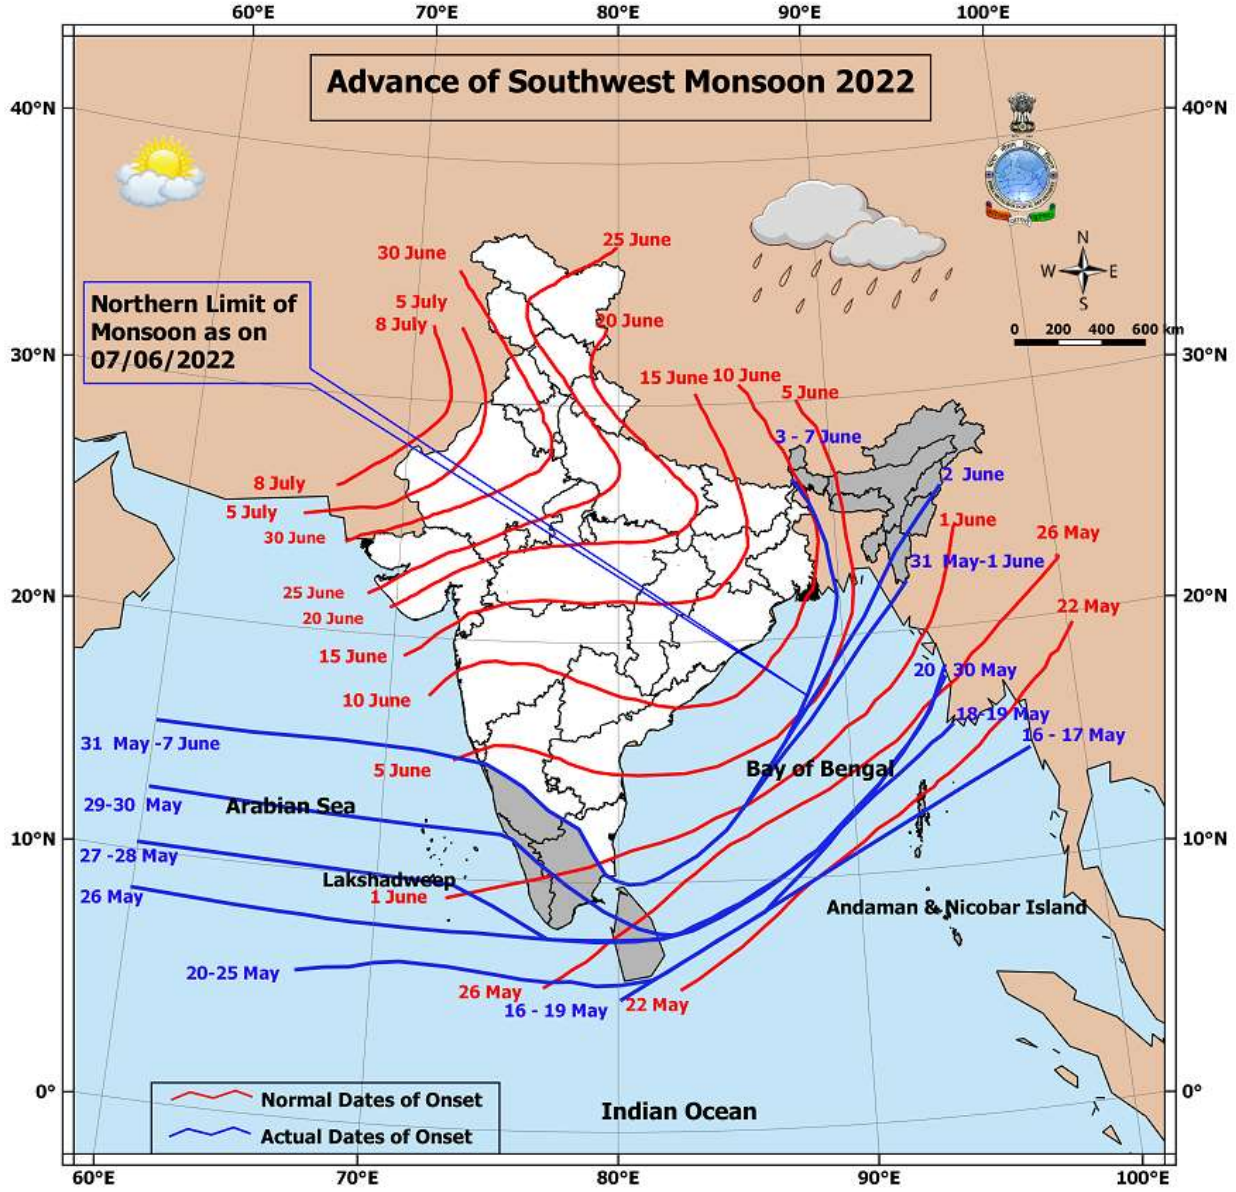 60°E 70°E 80°E 90°E 100°E
Advance of Southwest Monsoon 2022
40°N 40°N
N
W E
S
0 200 400 600 km
25 June
30 June
5 July
8 July
20 June
Northern Limit of
Monsoon as on
07/06/2022
30°N 30°N
15 June 10 June
5 June
3 - 7 June
2 June
8 July
5 July
1 June
30 June
26 May
31 May-1 June
25 June
20°N 20°N
22 May
20 June
15 June
20 - 30 May
10 June
18-19 May
16 - 17 May
31 May -7 June
5 June
Bay of Bengal
29-30 May
Arabian Sea
10°N 10°N
27 -28 May
Lakshadweep
26 May
1 June
Andaman & Nicobar Island
20-25 May
26 May
16 - 19 May
22 May
0° 0°
Normal Dates of Onset
Indian Ocean
Actual Dates of Onset
60°E 70°E 80°E 90°E 100°E